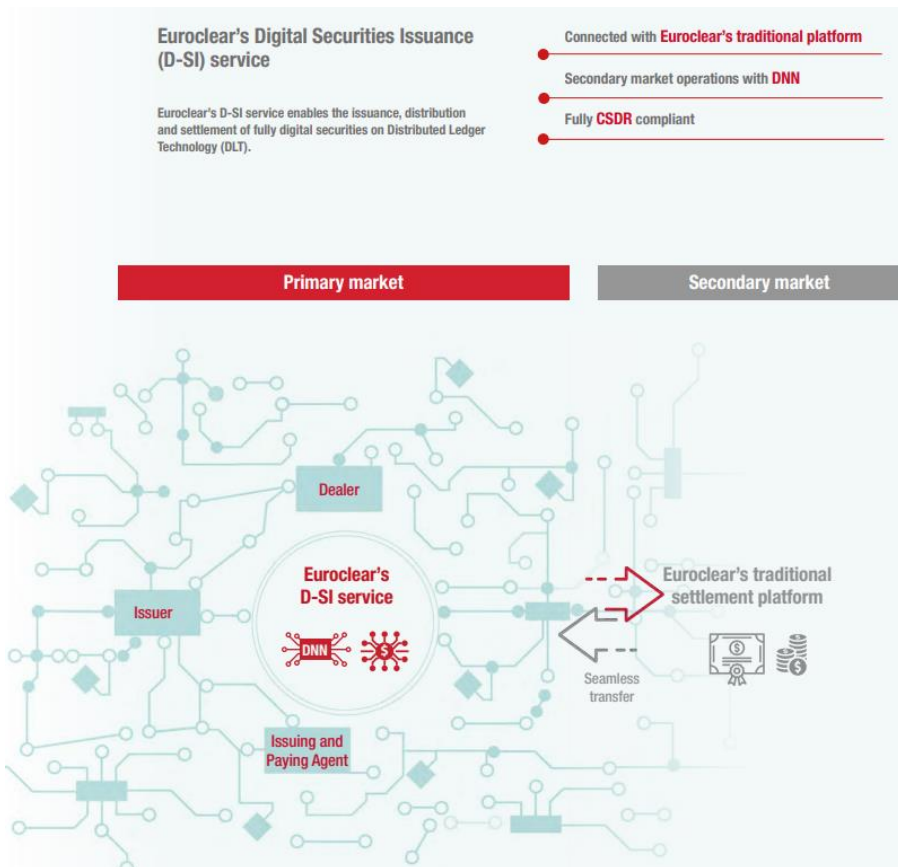 Euroclear's Digital Securities Issuance
(D-SI) service
Euroclear's D-SI service enables the issuance, distribution
and settlement of fully digital securities on Distributed Ledger
Technology (DLT).
Connected with Euroclear's traditional platform
Secondary market operations with DNN
Fully CSDR compliant
Primary market
Secondary market
Dealer
Issuer
Euroclear's
D-SI service
DNN
$
Issuing and
Paying Agent
Euroclear's traditional
settlement platform
$
$
Seamless
transfer